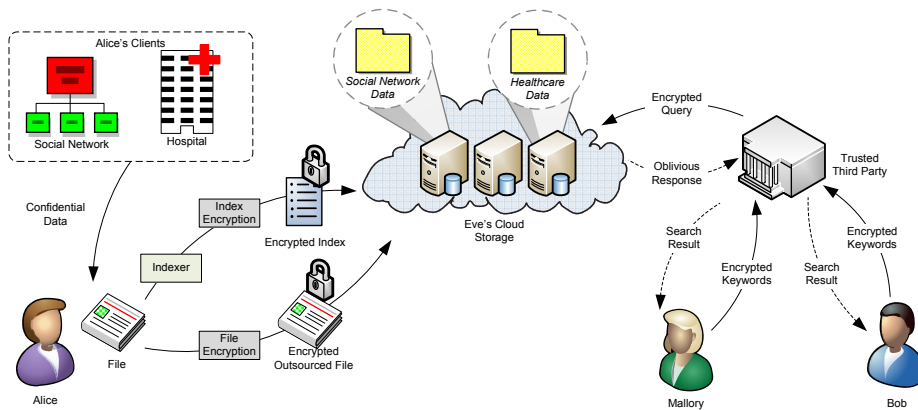 Alice's Clients
Social Network
Hospital
Social Network
Data
Healthcare
Data
Encrypted
Query
Oblivious
Response
Trusted
Third Party
Eve's Cloud
Storage
Confidential
Data
Index
Encryption
Encrypted Index
Indexer
Search
Result
Encrypted
Keywords
Search
Result
Encrypted
Keywords
File
Encryption
Encrypted
Outsourced File
File
Alice
Mallory
Bob